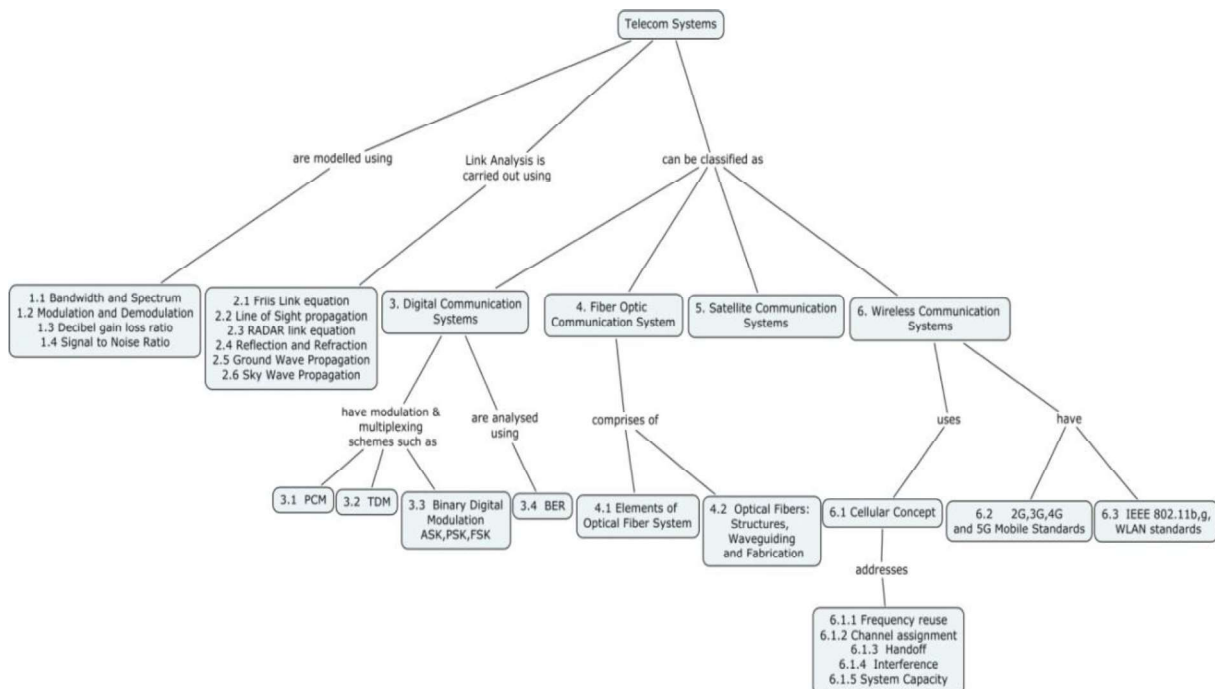 Telecom Systems
are modelled using
Link Analysis is
carried out using
can be classified as
1.1 Bandwidth and Spectrum
1.2 Modulation and Demodulation
1.3 Decibel gain loss ratio
1.4 Signal to Noise Ratio
2.1 Friis Link equation
2.2 Line of Sight propagation
2.3 RADAR link equation
2.4 Reflection and Refraction
2.5 Ground Wave Propagation
2.6 Sky Wave Propagation
3. Digital Communication
Systems
4. Fiber Optic
Communication System
5. Satellite Communication
Systems
6. Wireless Communication
Systems
have modulation &
multiplexing
schemes such as
are analysed
using
comprises of
uses
have
3.1 PCM
3.2 TDM
3.3 Binary Digital
Modulation
ASK,PSK,FSK
3.4 BER
4.1 Elements of
Optical Fiber System
4.2 Optical Fibers:
Structures,
Waveguiding
and Fabrication
6.1 Cellular Concept
6.2 2G,3G,4G
and 5G Mobile Standards
6.3 IEEE 802.11b,g,
WLAN standards
addresses
6.1.1 Frequency reuse
6.1.2 Channel assignment
6.1.3 Handoff
6.1.4 Interference
6.1.5 System Capacity